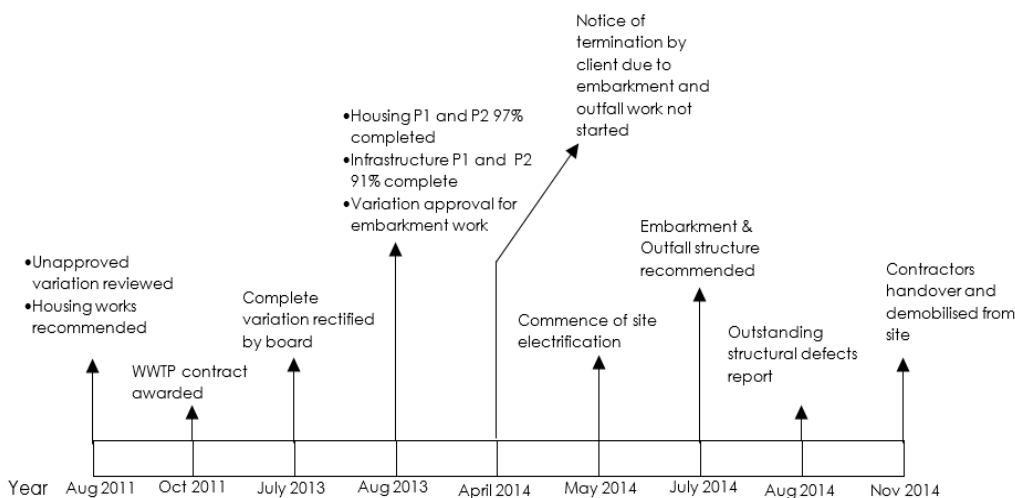 •Unapproved
variation reviewed
•Housing works
recommended
WWTP contract
awarded
Complete
variation rectified
by board
•Housing P1 and P2 97%
completed
•Infrastructure P1 and P2
91% complete
•Variation approval for
embarkment work
Notice of
termination by
client due to
embarkment and
outfall work not
started
Commence of site
electrification
Embarkment &
Outfall structure
recommended
Outstanding
structural defects
report
Contractors
handover and
demobilised from
site
Year Aug 2011 Oct 2011 July 2013 Aug 2013 April 2014 May 2014 July 2014 Aug 2014 Nov 2014